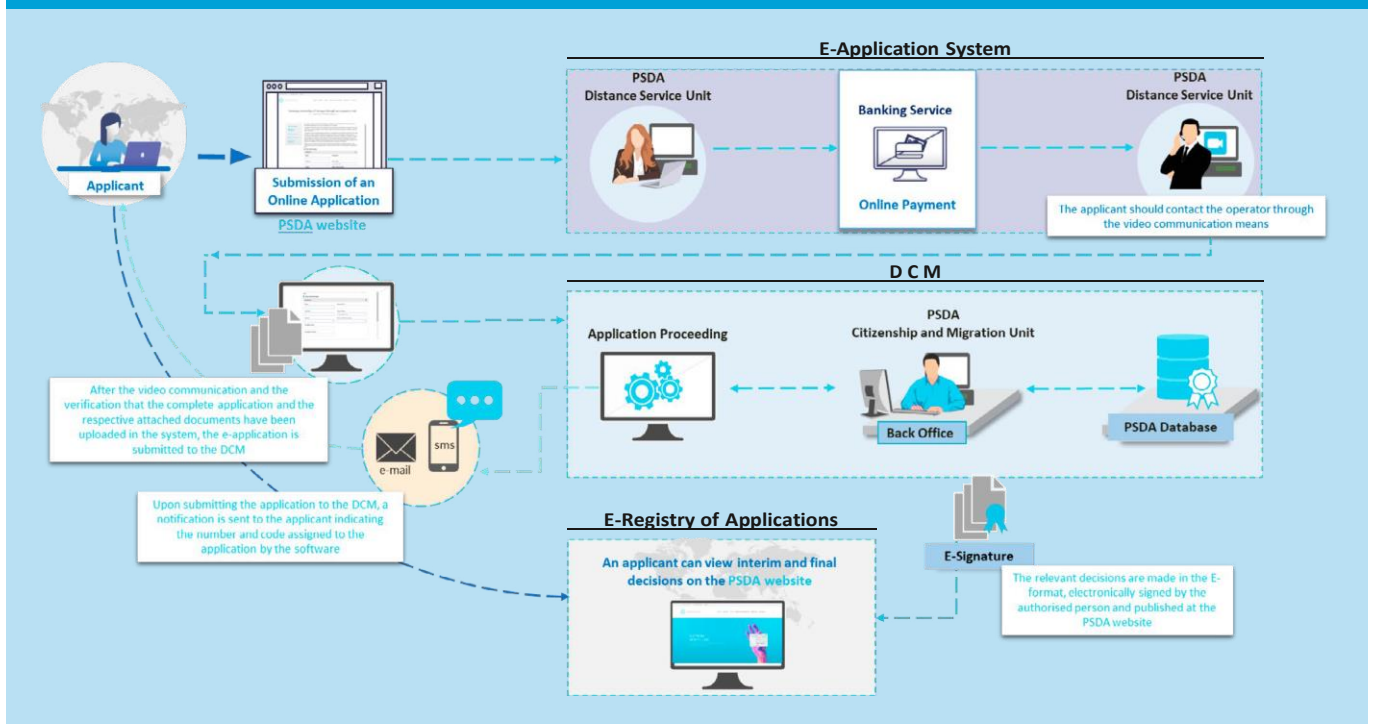 E-Application System
PSDA
Distance Service Unit
Banking Service
Online Payment
PSDA
Distance Service Unit
The applicant should contact the operator through
the video communication means
Applicant
Submission of an
Online Application
PSDA website
D C M
Application Proceeding
PSDA
Citizenship and Migration Unit
Back Office
PSDA Database
After the video communication and the
verification that the complete application and the
respective attached documents have been
uploaded in the system, the e-application is
submitted to the DCM
e-mail
sms
Upon submitting the application to the DCM, a
notification is sent to the applicant indicating
the number and code assigned to the
application by the software
E-Registry of Applications
An applicant can view interim and final
decisions on the PSDA website
E-Signature
The relevant decisions are made in the E-
format, electronically signed by the
authorised person and published at the
PSDA website